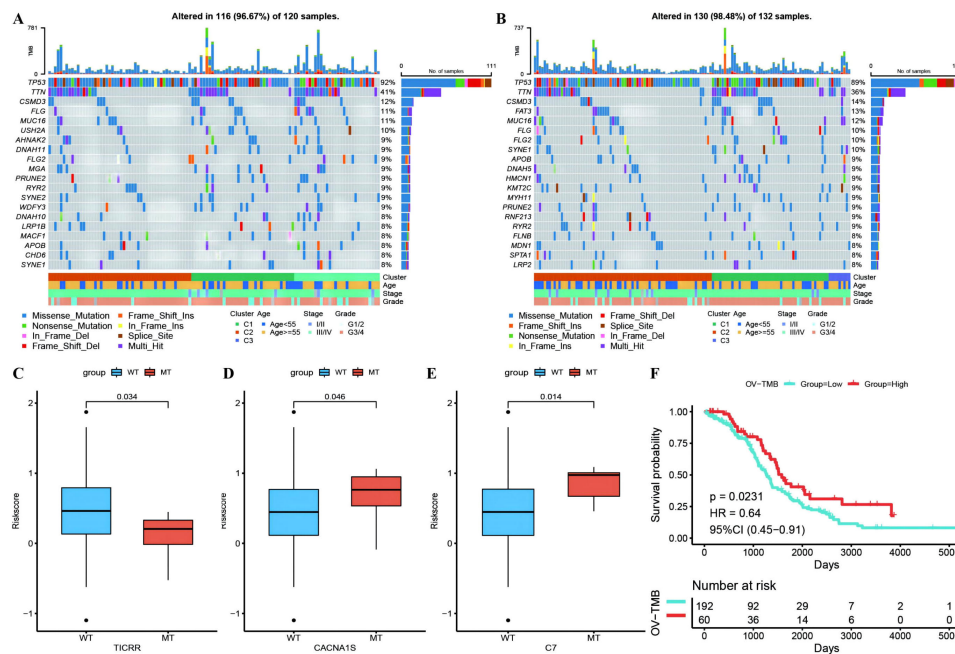 A
Altered in 116 (96.67%) of 120 samples.
781
TMB
0
0 111
No. of samples
TP53 92%
TTN 41%
CSMD3 12%
FLG 11%
MUC16 11%
USH2A 10%
AHNAK2 9%
DNAH11 9%
FLG2 9%
MGA 9%
PRUNE2 9%
RYR2 9%
SYNE2 9%
WDFY3 9%
DNAH10 8%
LRP1B 8%
MACF1 8%
APOB 8%
CHD6 8%
SYNE1 8%
Cluster
Age
Stage
Grade
Missense_Mutation
Nonsense_Mutation
In_Frame_Del
Frame_Shift_Del
Frame_Shift_Ins
In_Frame_Ins
Splice_Site
Multi_Hit
Cluster Age Stage Grade
C1 Age<55 I/II G1/2
C2 Age>=55 III/IV G3/4
C3
B
Altered in 130 (98.48%) of 132 samples.
737
TMB
0
0 1
No. of samples
TP53 89%
TTN 36%
CSMD3 14%
FAT3 13%
MUC16 12%
FLG 10%
FLG2 10%
SYNE1 10%
APOB 9%
DNAH5 9%
HMCN1 9%
KMT2C 9%
MYH11 9%
PRUNE2 9%
RNF213 9%
RYR2 9%
FLNB 8%
MDN1 8%
SPTA1 8%
LRP2 8%
Cluster
Age
Stage
Grade
Missense_Mutation
Frame_Shift_Ins
Nonsense_Mutation
In_Frame_Ins
Frame_Shift_Del
Splice_Site
In_Frame_Del
Multi_Hit
Cluster Age Stage Grade
C1 Age<55 I/II G1/2
C2 Age>=55 III/IV G3/4
C3
C
group WT MT
0.034
2
1
0
−1
Riskscore
WT MT
TICRR
D
group WT MT
0.046
2
1
0
−1
Riskscore
WT MT
CACNA1S
E
group WT MT
0.014
2
1
0
−1
Riskscore
WT MT
C7
F
OV−TMB Group=Low Group=High
1.00
0.75
0.50
0.25
0.00
Survival probability
p = 0.0231
HR = 0.64
95%CI (0.45−0.91)
0 1000 2000 3000 4000 5000
Days
Number at risk
OV−TMB
192 92 29 7 2 1
60 36 14 6 0 0
0 1000 2000 3000 4000 5000
Days